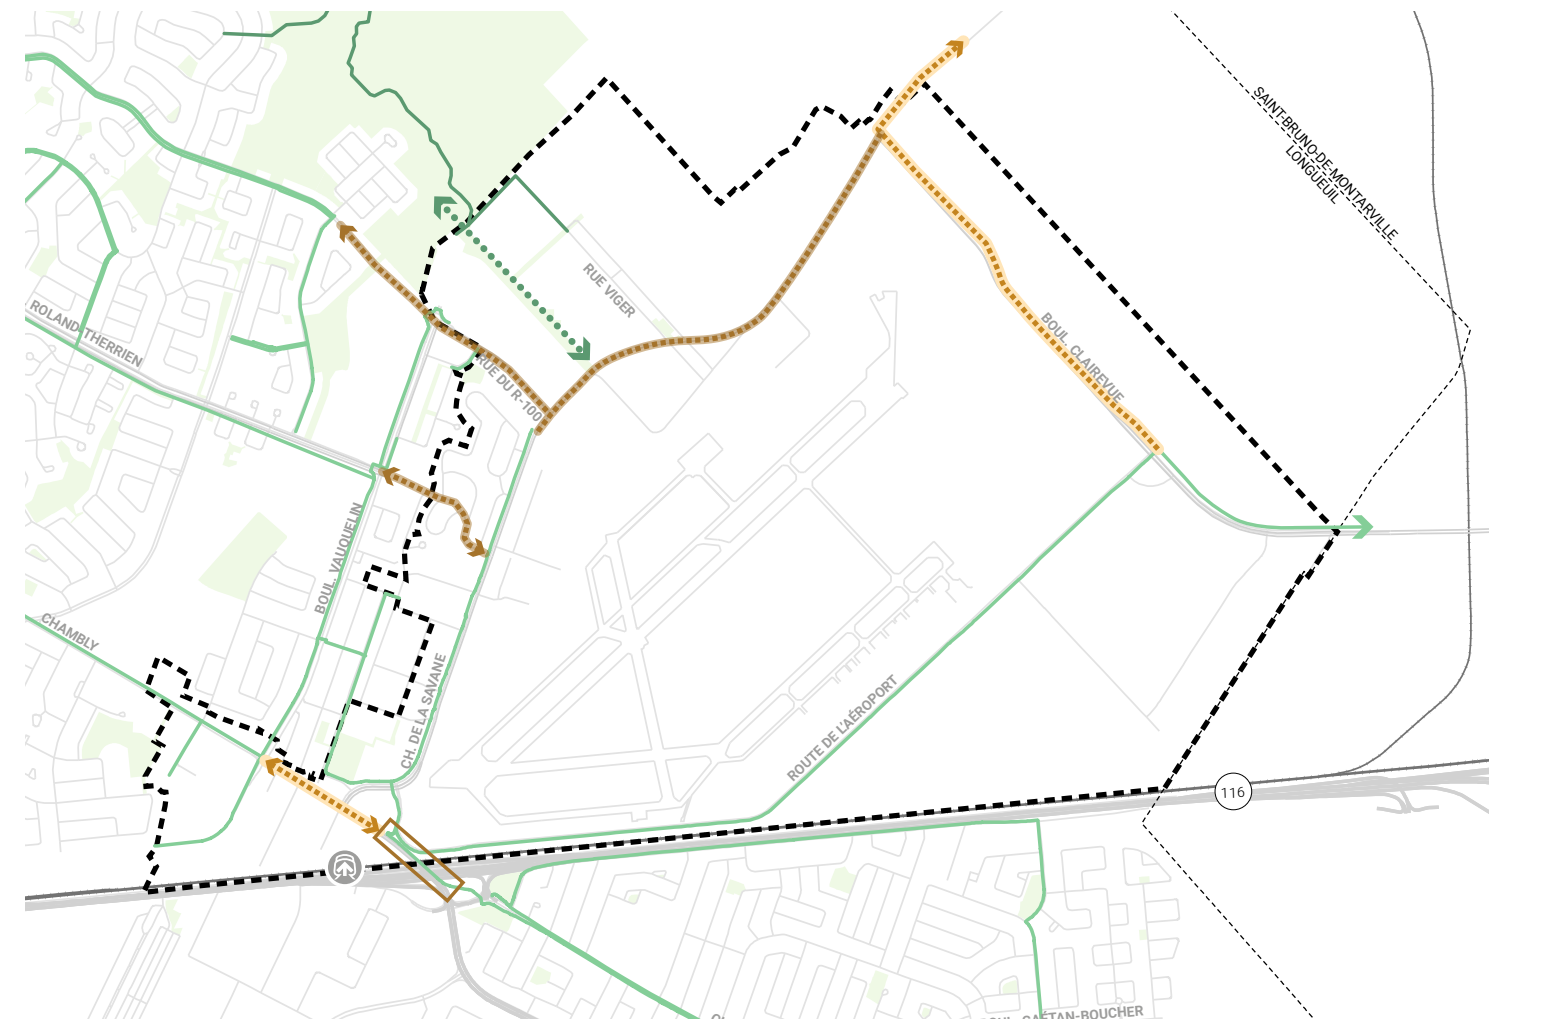 SAINT-BRUNO-DE-MONTARVILLE
LONGUEUIL
RUE VIGER
ROLAND-THERRIEN
RUE DU R-100
BOUL. CLAIREVUE
BOUL. VAUQUELIN
CHAMBLY
CH. DE LA SAVANE
ROUTE DE L'AÉROPORT
116
GAÉTAN-BOUCHER